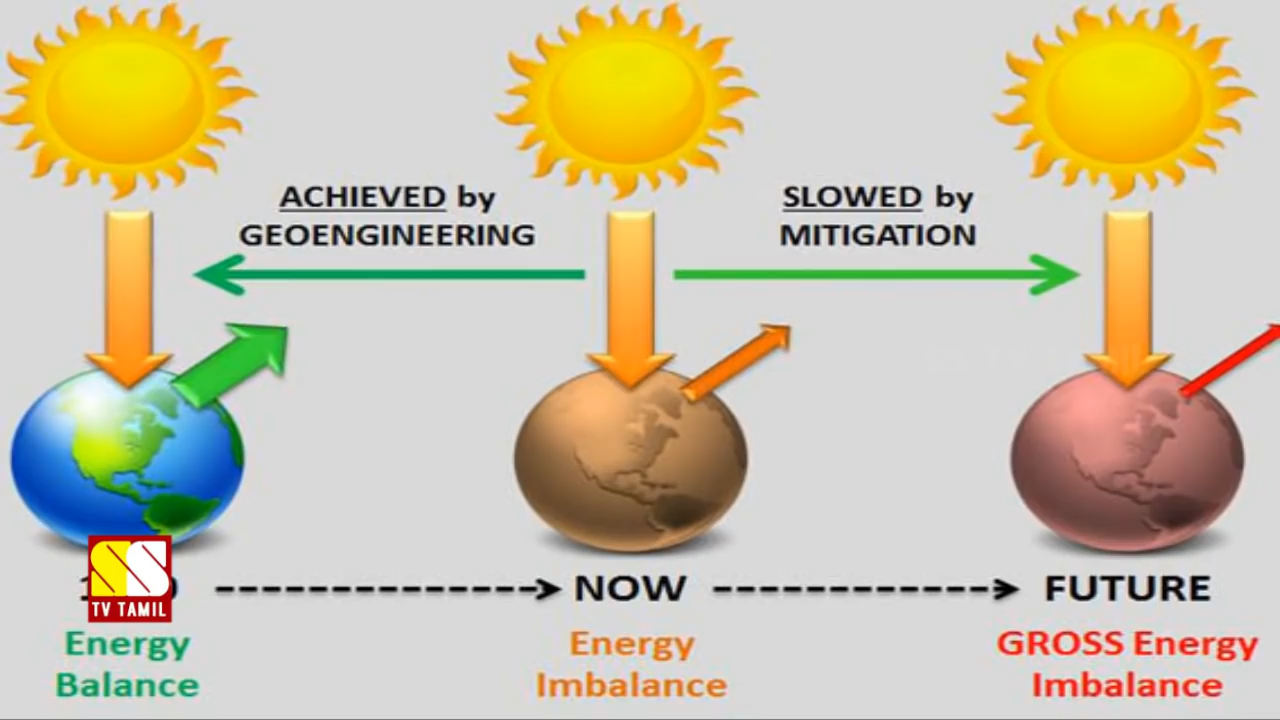 ACHIEVED by
GEOENGINEERING
SLOWED by
MITIGATION
TV TAMIL
NOW
FUTURE
Energy
Balance
Energy
Imbalance
GROSS Energy
Imbalance